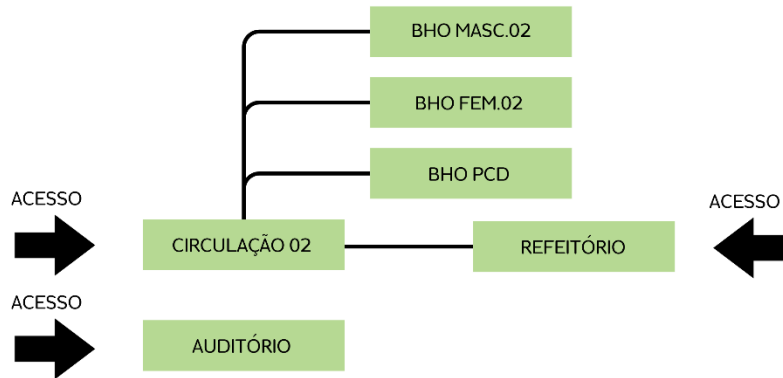 BHO MASC.02
BHO FEM.02
BHO PCD
ACESSO
ACESSO
CIRCULAÇÃO 02
REFEITÓRIO
ACESSO
AUDITÓRIO